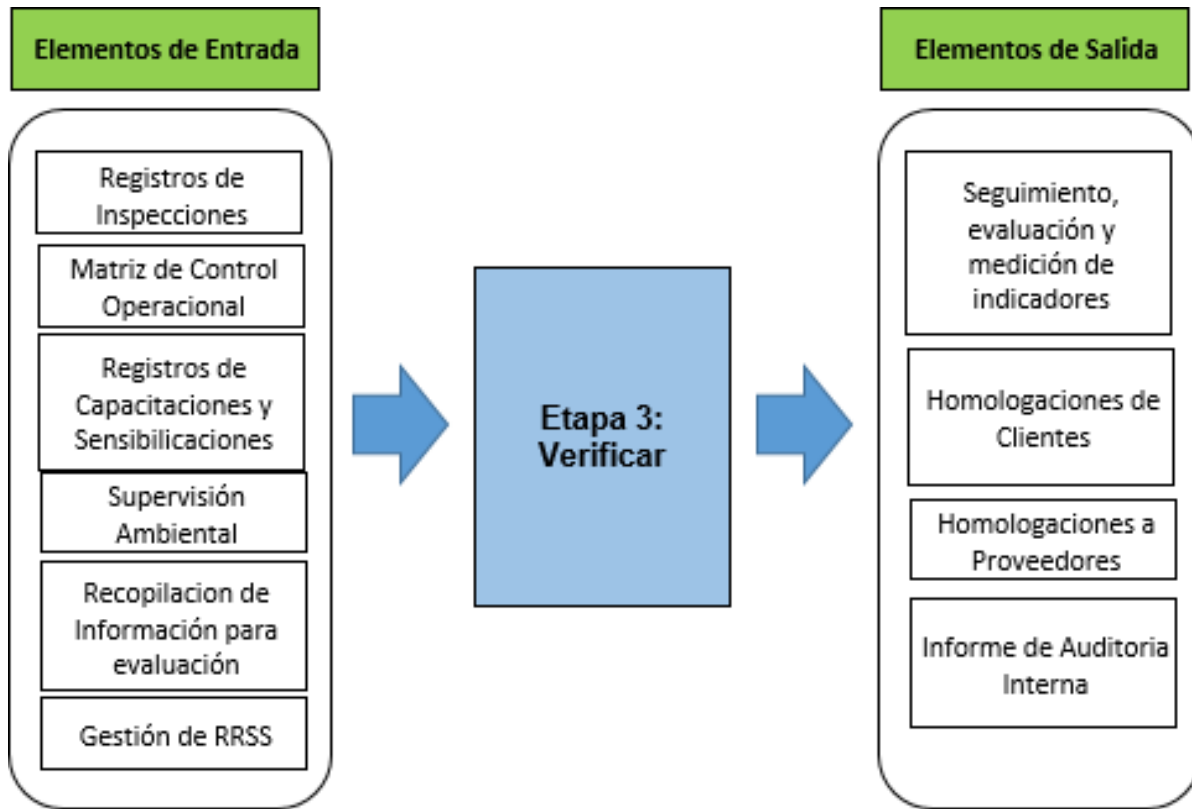 Elementos de Entrada
Registros de
Inspecciones
Matriz de Control
Operacional
Registros de
Capacitaciones y
Sensibilicaciones
Supervisión
Ambiental
Recopilacion de
Información para
evaluación
Gestión de RRSS
Etapa 3:
Verificar
Elementos de Salida
Seguimiento,
evaluación y
medición de
indicadores
Homologaciones de
Clientes
Homologaciones a
Proveedores
Informe de Auditoria
Interna